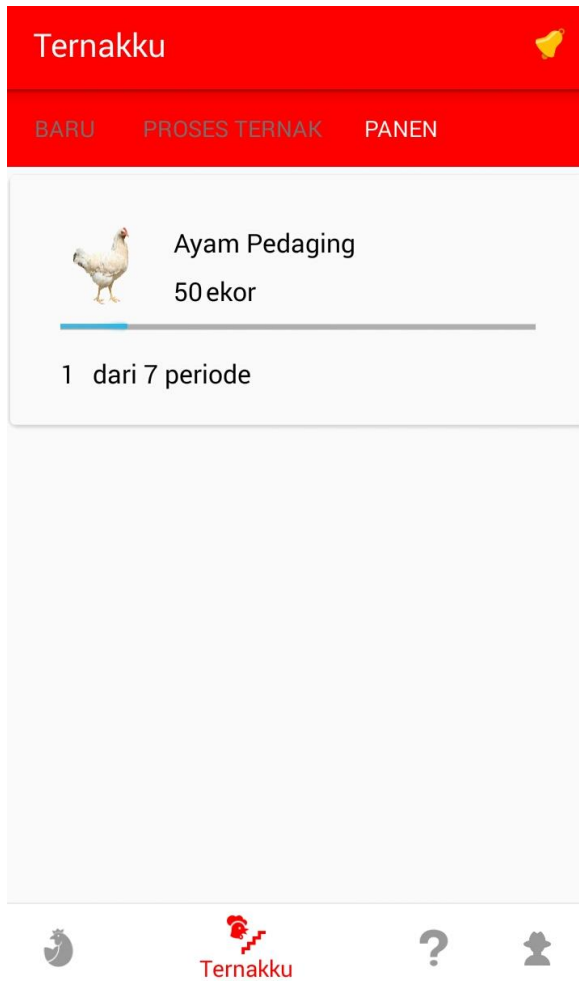 Ternakku
BARU PROSES TERNAK PANEN
Ayam Pedaging
50 ekor
1 dari 7 periode
?
Ternakku